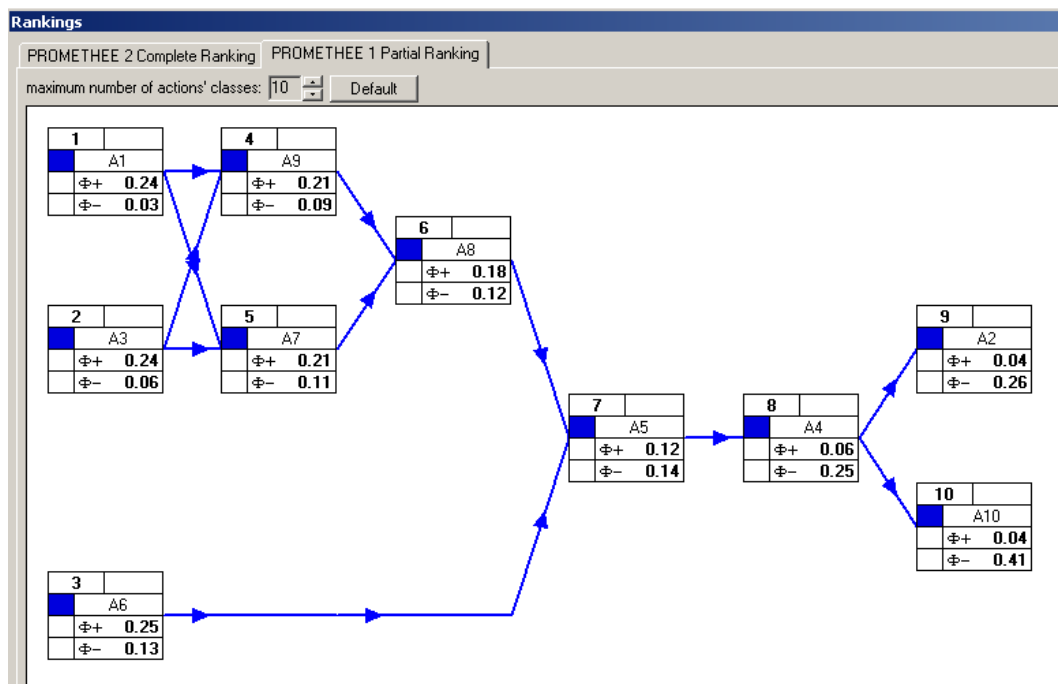 Rankings
PROMETHEE 2 Complete Ranking
PROMETHEE 1 Partial Ranking
maximum number of actions' classes: 10 Default
1
A1
Φ+ 0.24
Φ− 0.03
4
A9
Φ+ 0.21
Φ− 0.09
6
A8
Φ+ 0.18
Φ− 0.12
2
A3
Φ+ 0.24
Φ− 0.06
5
A7
Φ+ 0.21
Φ− 0.11
9
A2
Φ+ 0.04
Φ− 0.26
7
A5
Φ+ 0.12
Φ− 0.14
8
A4
Φ+ 0.06
Φ− 0.25
10
A10
Φ+ 0.04
Φ− 0.41
3
A6
Φ+ 0.25
Φ− 0.13